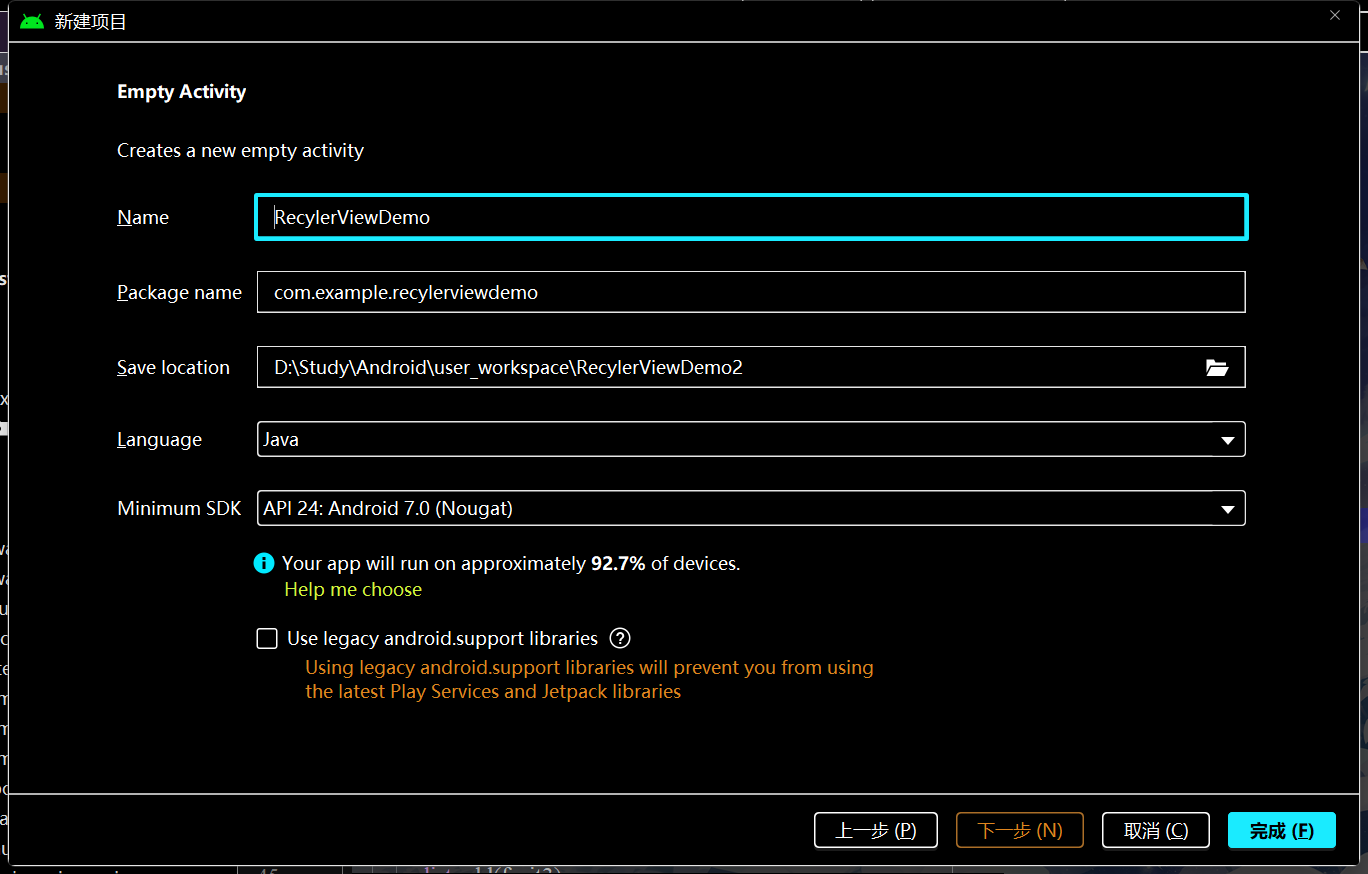 新建项目
Empty Activity
Creates a new empty activity
Name
RecylerViewDemo
Package name
com.example.recylerviewdemo
Save location
D:\Study\Android\user_workspace\RecylerViewDemo2
Language
Java
Minimum SDK
API 24: Android 7.0 (Nougat)
Your app will run on approximately 92.7% of devices.
Help me choose
Use legacy android.support libraries
Using legacy android.support libraries will prevent you from using
the latest Play Services and Jetpack libraries
上一步 (P)
下一步 (N)
取消 (C)
完成 (F)